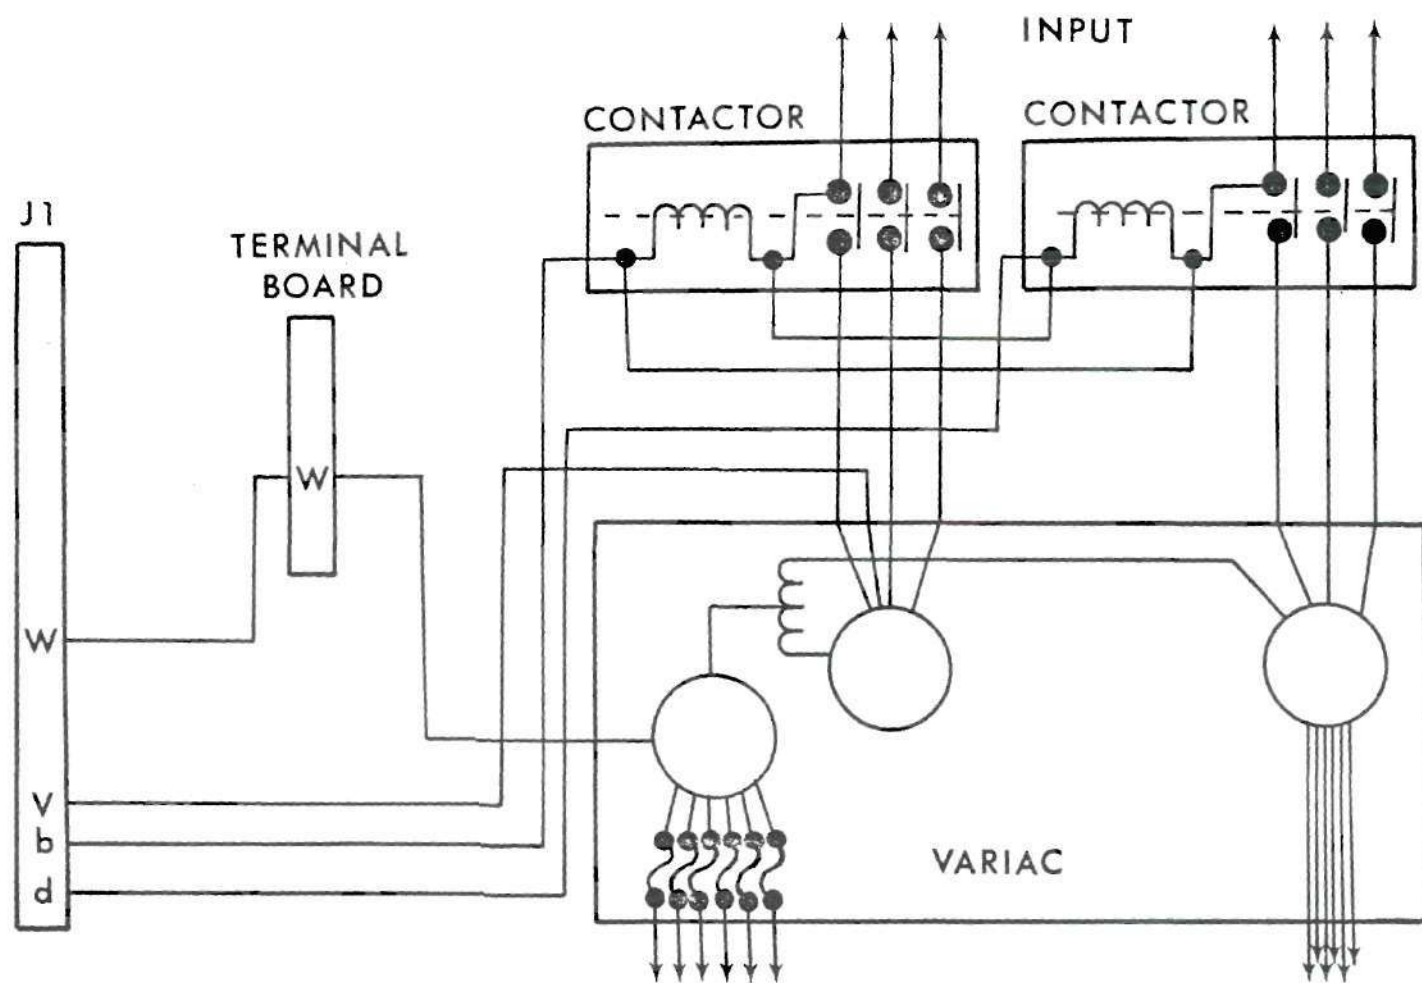 INPUT
CONTACTOR
CONTACTOR
J1
TERMINAL
BOARD
W
W
V
b
d
VARIAC